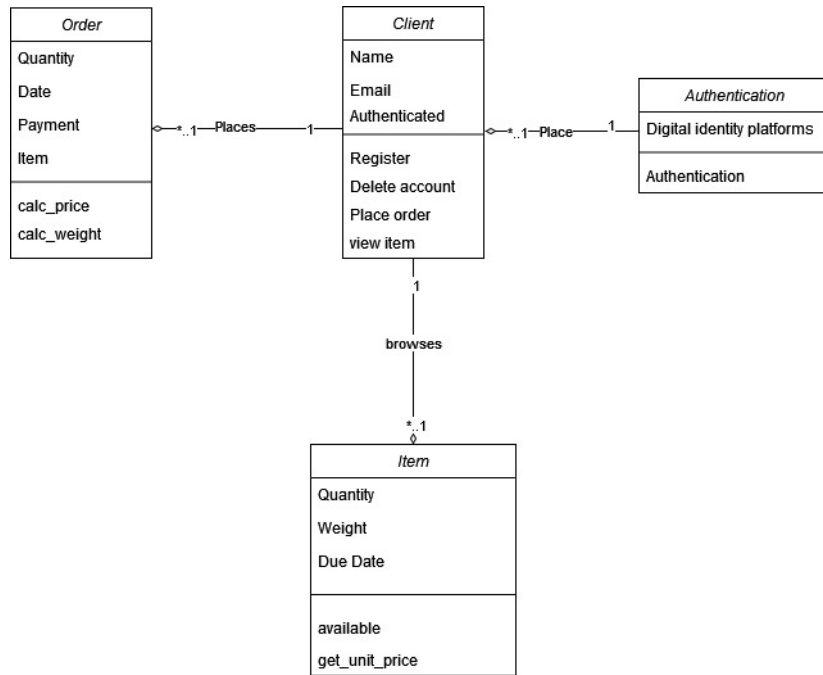 Order
Quantity
Date
Payment
Item
calc_price
calc_weight
*..1 Places 1
Client
Name
Email
Authenticated
Register
Delete account
Place order
view item
*..1 Place 1
Authentication
Digital identity platforms
Authentication
1
browses
*..1
Item
Quantity
Weight
Due Date
available
get_unit_price